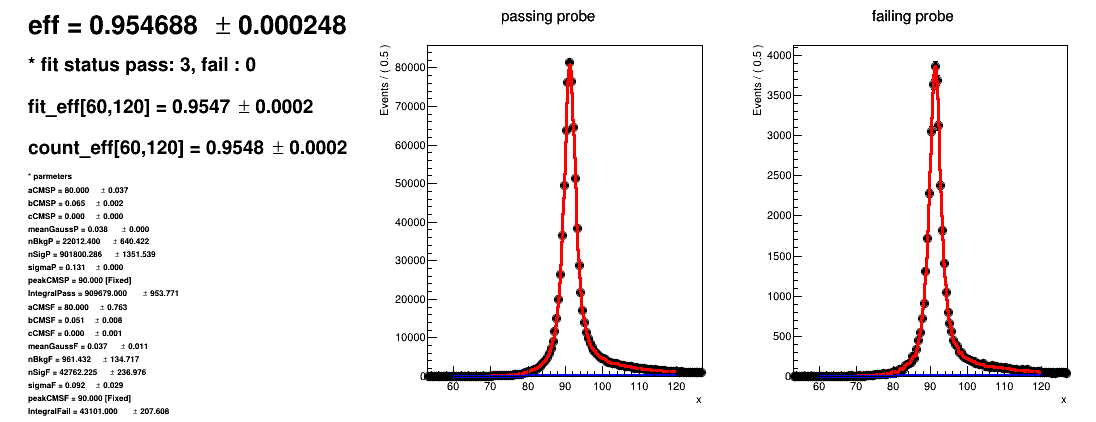 eff = 0.954688 ± 0.000248
* fit status pass: 3, fail : 0
fit_eff[60,120] = 0.9547 ± 0.0002
count_eff[60,120] = 0.9548 ± 0.0002
* parmeters
aCMSP = 80.000 ± 0.037
bCMSP = 0.065 ± 0.002
cCMSP = 0.000 ± 0.000
meanGaussP = 0.038 ± 0.000
nBkgP = 22012.400 ± 640.422
nSigP = 901800.286 ± 1351.539
sigmaP = 0.131 ± 0.000
peakCMSP = 90.000 [Fixed]
IntegralPass = 909679.000 ± 953.771
aCMSF = 80.000 ± 0.763
bCMSF = 0.051 ± 0.008
cCMSF = 0.000 ± 0.001
meanGaussF = 0.037 ± 0.011
nBkgF = 961.432 ± 134.717
nSigF = 42762.225 ± 236.976
sigmaF = 0.092 ± 0.029
peakCMSF = 90.000 [Fixed]
IntegralFail = 43101.000 ± 207.608
passing probe
Events / ( 0.5 )
80000
70000
60000
50000
40000
30000
20000
10000
0
60 70 80 90 100 110 120
x
failing probe
Events / ( 0.5 )
4000
3500
3000
2500
2000
1500
1000
500
0
60 70 80 90 100 110 120
x